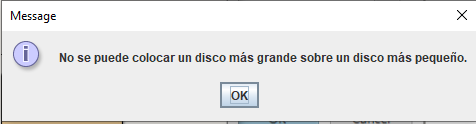 Message
No se puede colocar un disco más grande sobre un disco más pequeño.
OK